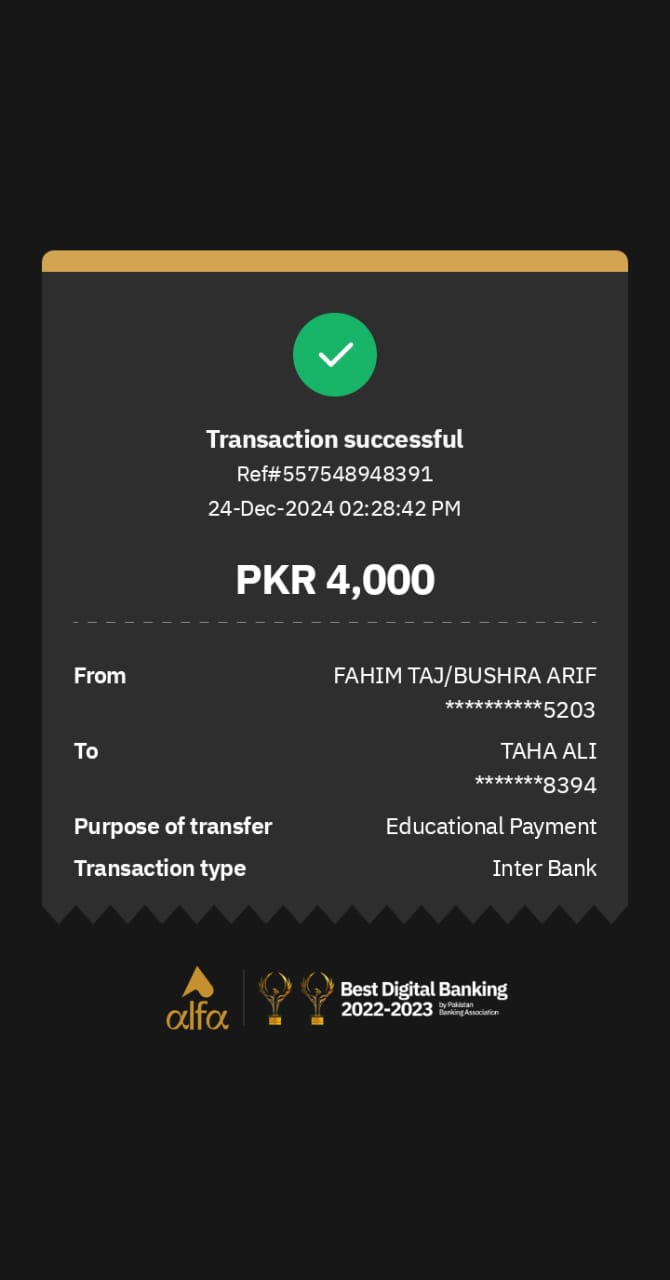 Transaction successful
Ref#557548948391
24-Dec-2024 02:28:42 PM
PKR 4,000
From FAHIM TAJ/BUSHRA ARIF
**********5203
To TAHA ALI
*******8394
Purpose of transfer Educational Payment
Transaction type Inter Bank
alfa
Best Digital Banking
2022-2023 by Pakistan
Banking Association